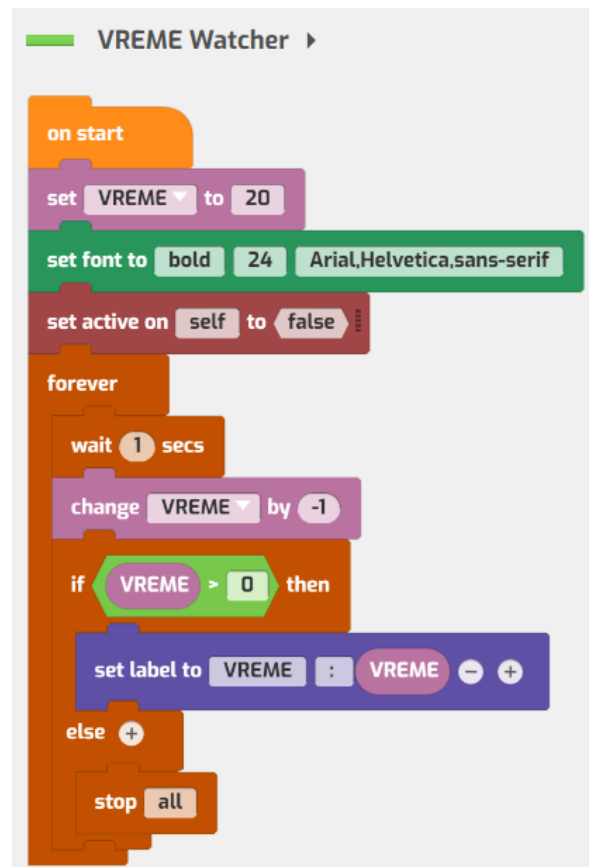 VREME Watcher
on start
set VREME to 20
set font to bold 24 Arial,Helvetica,sans-serif
set active on self to false
forever
wait 1 secs
change VREME by -1
if VREME > 0 then
set label to VREME : VREME − +
else +
stop all